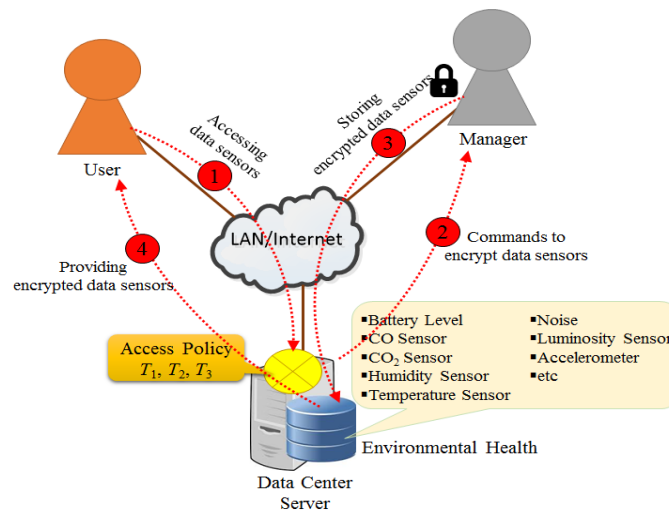 Manager
User
Accessing
data sensors
Storing
encrypted data sensors
1
3
LAN/Internet
2
Commands to
encrypt data sensors
4
Providing
encrypted data sensors
Access Policy
T1, T2, T3
▪Battery Level
▪CO Sensor
▪CO2 Sensor
▪Humidity Sensor
▪Temperature Sensor
▪Noise
▪Luminosity Sensor
▪Accelerometer
▪etc
Environmental Health
Data Center
Server